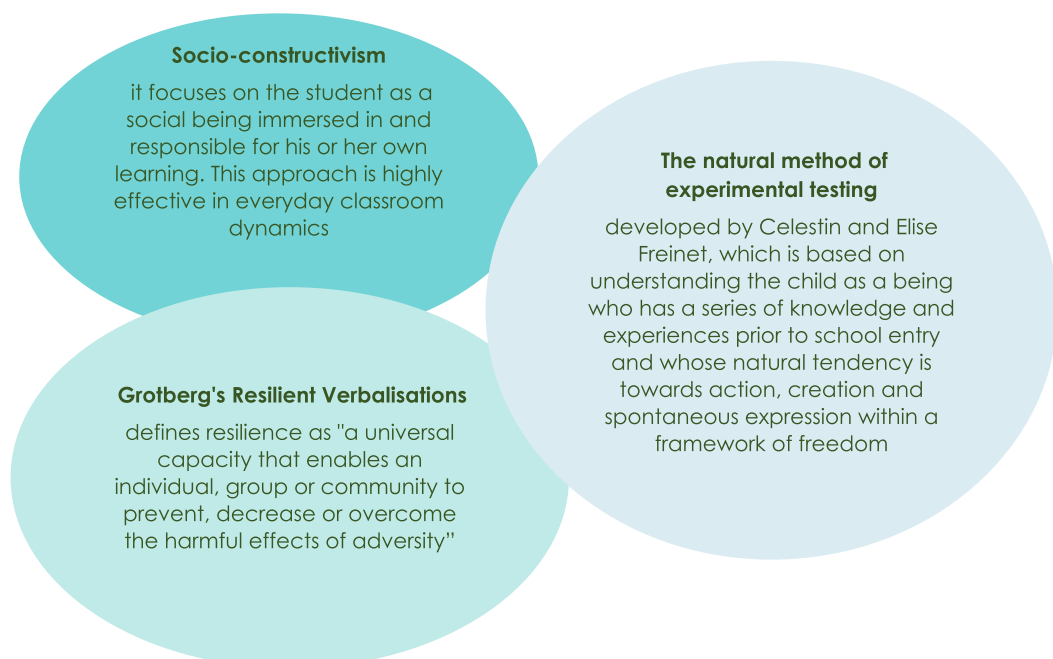 Socio-constructivism
it focuses on the student as a
social being immersed in and
responsible for his or her own
learning. This approach is highly
effective in everyday classroom
dynamics
The natural method of
experimental testing
developed by Celestin and Elise
Freinet, which is based on
understanding the child as a being
who has a series of knowledge and
experiences prior to school entry
and whose natural tendency is
towards action, creation and
spontaneous expression within a
framework of freedom
Grotberg's Resilient Verbalisations
defines resilience as "a universal
capacity that enables an
individual, group or community to
prevent, decrease or overcome
the harmful effects of adversity”